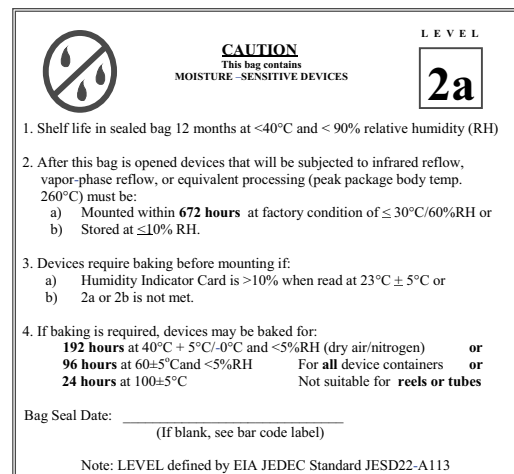 LEVEL
CAUTION
This bag contains
MOISTURE –SENSITIVE DEVICES
2a
1. Shelf life in sealed bag 12 months at <40°C and < 90% relative humidity (RH)
2. After this bag is opened devices that will be subjected to infrared reflow,
vapor-phase reflow, or equivalent processing (peak package body temp.
260°C) must be:
a) Mounted within 672 hours at factory condition of ≤ 30°C/60%RH or
b) Stored at ≤10% RH.
3. Devices require baking before mounting if:
a) Humidity Indicator Card is >10% when read at 23°C ± 5°C or
b) 2a or 2b is not met.
4. If baking is required, devices may be baked for:
192 hours at 40°C + 5°C/-0°C and <5%RH (dry air/nitrogen) or
96 hours at 60±5°Cand <5%RH For all device containers or
24 hours at 100±5°C Not suitable for reels or tubes
Bag Seal Date: ________________________________
(If blank, see bar code label)
Note: LEVEL defined by EIA JEDEC Standard JESD22-A113